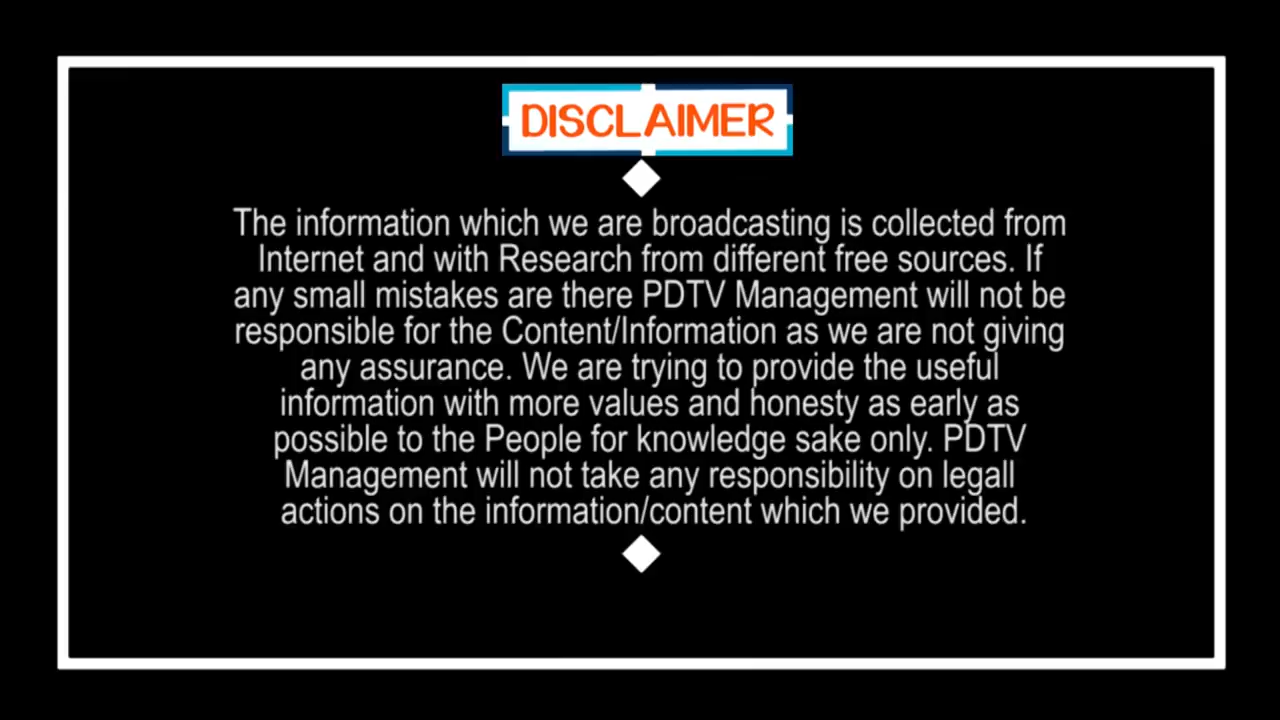 DISCLAIMER
The information which we are broadcasting is collected from
Internet and with Research from different free sources. If
any small mistakes are there PDTV Management will not be
responsible for the Content/Information as we are not giving
any assurance. We are trying to provide the useful
information with more values and honesty as early as
possible to the People for knowledge sake only. PDTV
Management will not take any responsibility on legall
actions on the information/content which we provided.